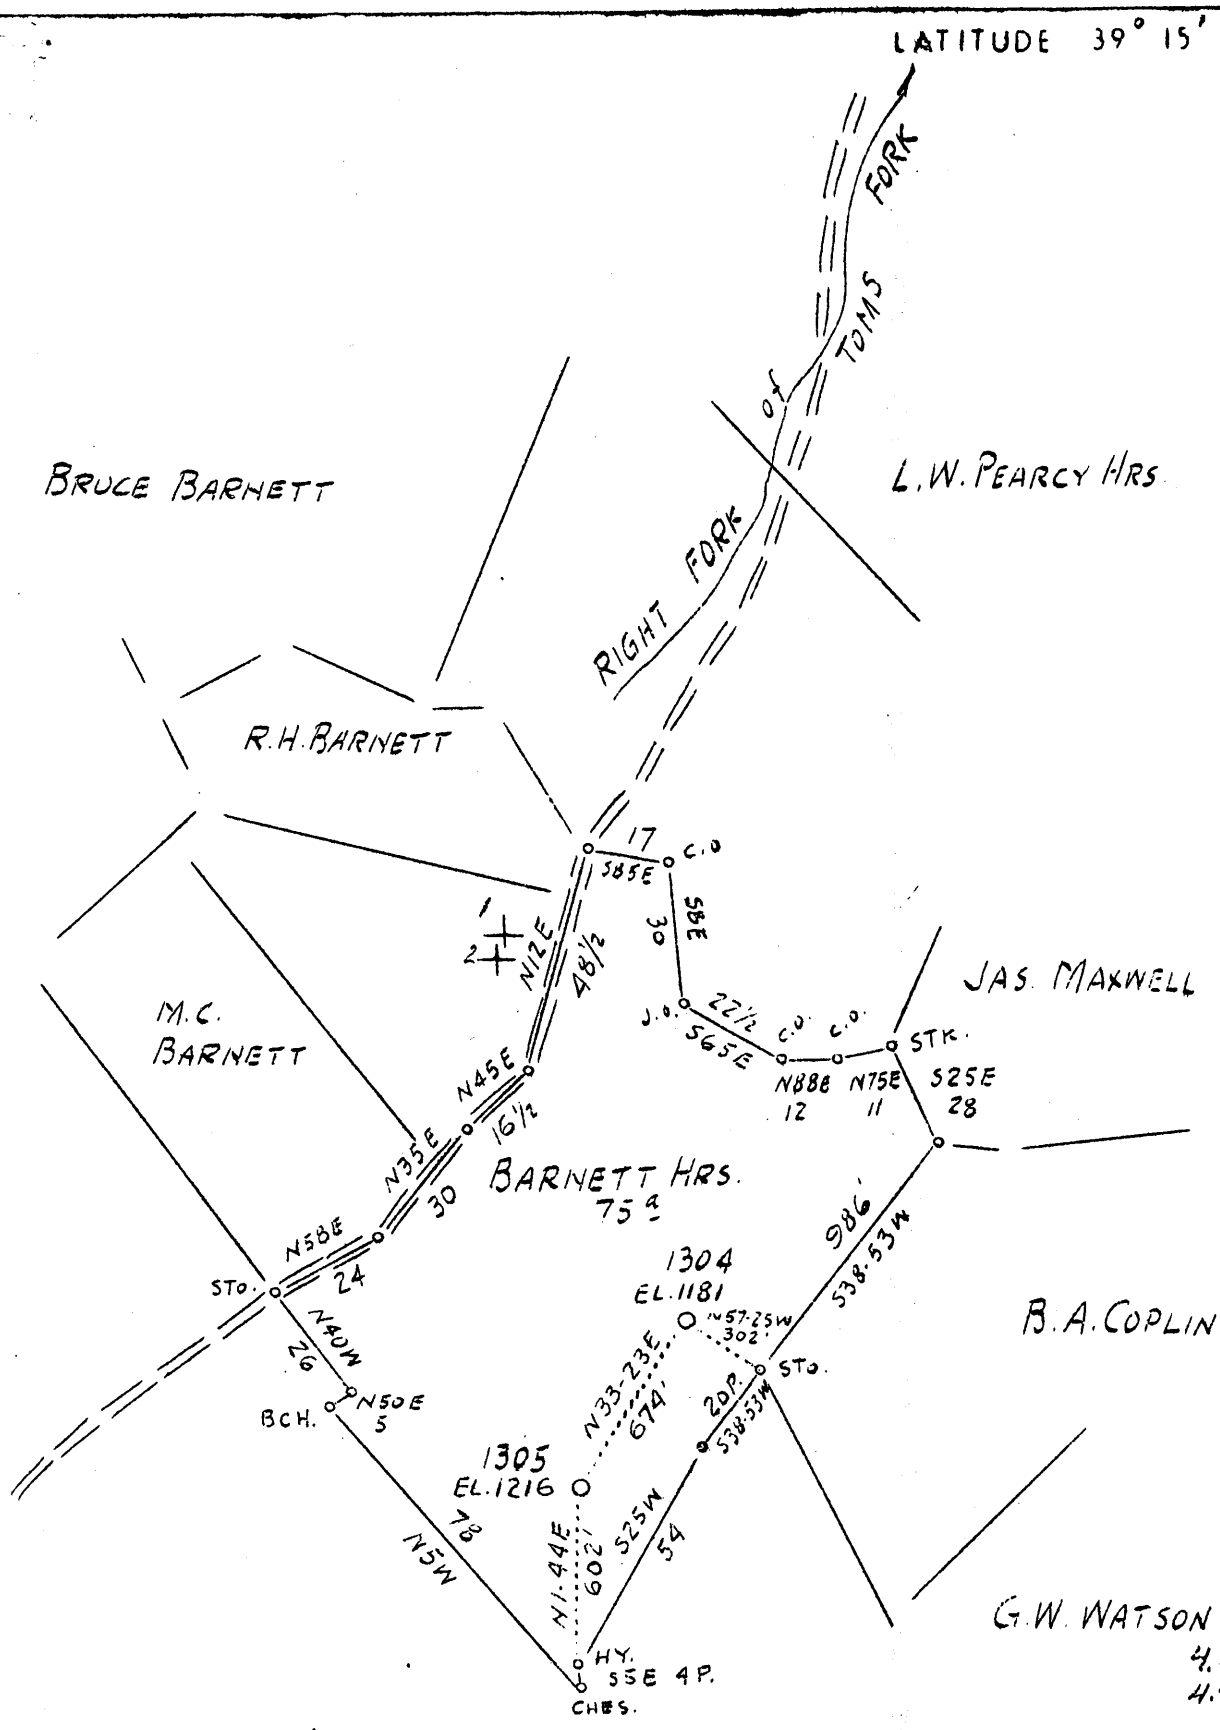 LATITUDE 39° 15'
FORK
TOMS
of
FORK
RIGHT
BRUCE BARNETT
L.W. PEARCY HRS
R.H. BARNETT
17
S85E
C.O
S8E
30
1
2
N12E
48½
JAS. MAXWELL
M.C.
BARNETT
J.O.
22½
S65E
C.O.
C.O.
STK.
N88E
12
N75E
11
S25E
28
N45E
16½
N35E
30
BARNETT HRS.
75 a
986'
S38-53W
N58E
24
STO.
1304
EL.1181
N57-25W
302'
B.A. COPLIN
N40W
26
N33-23E
674'
STO.
20P.
S38-53W
BCH.
N50E
5
1305
EL.1216
78
N5W
S25W
54
N1-44E
602'
G.W. WATSON
4.
4.
HY.
S5E 4P.
CHES.